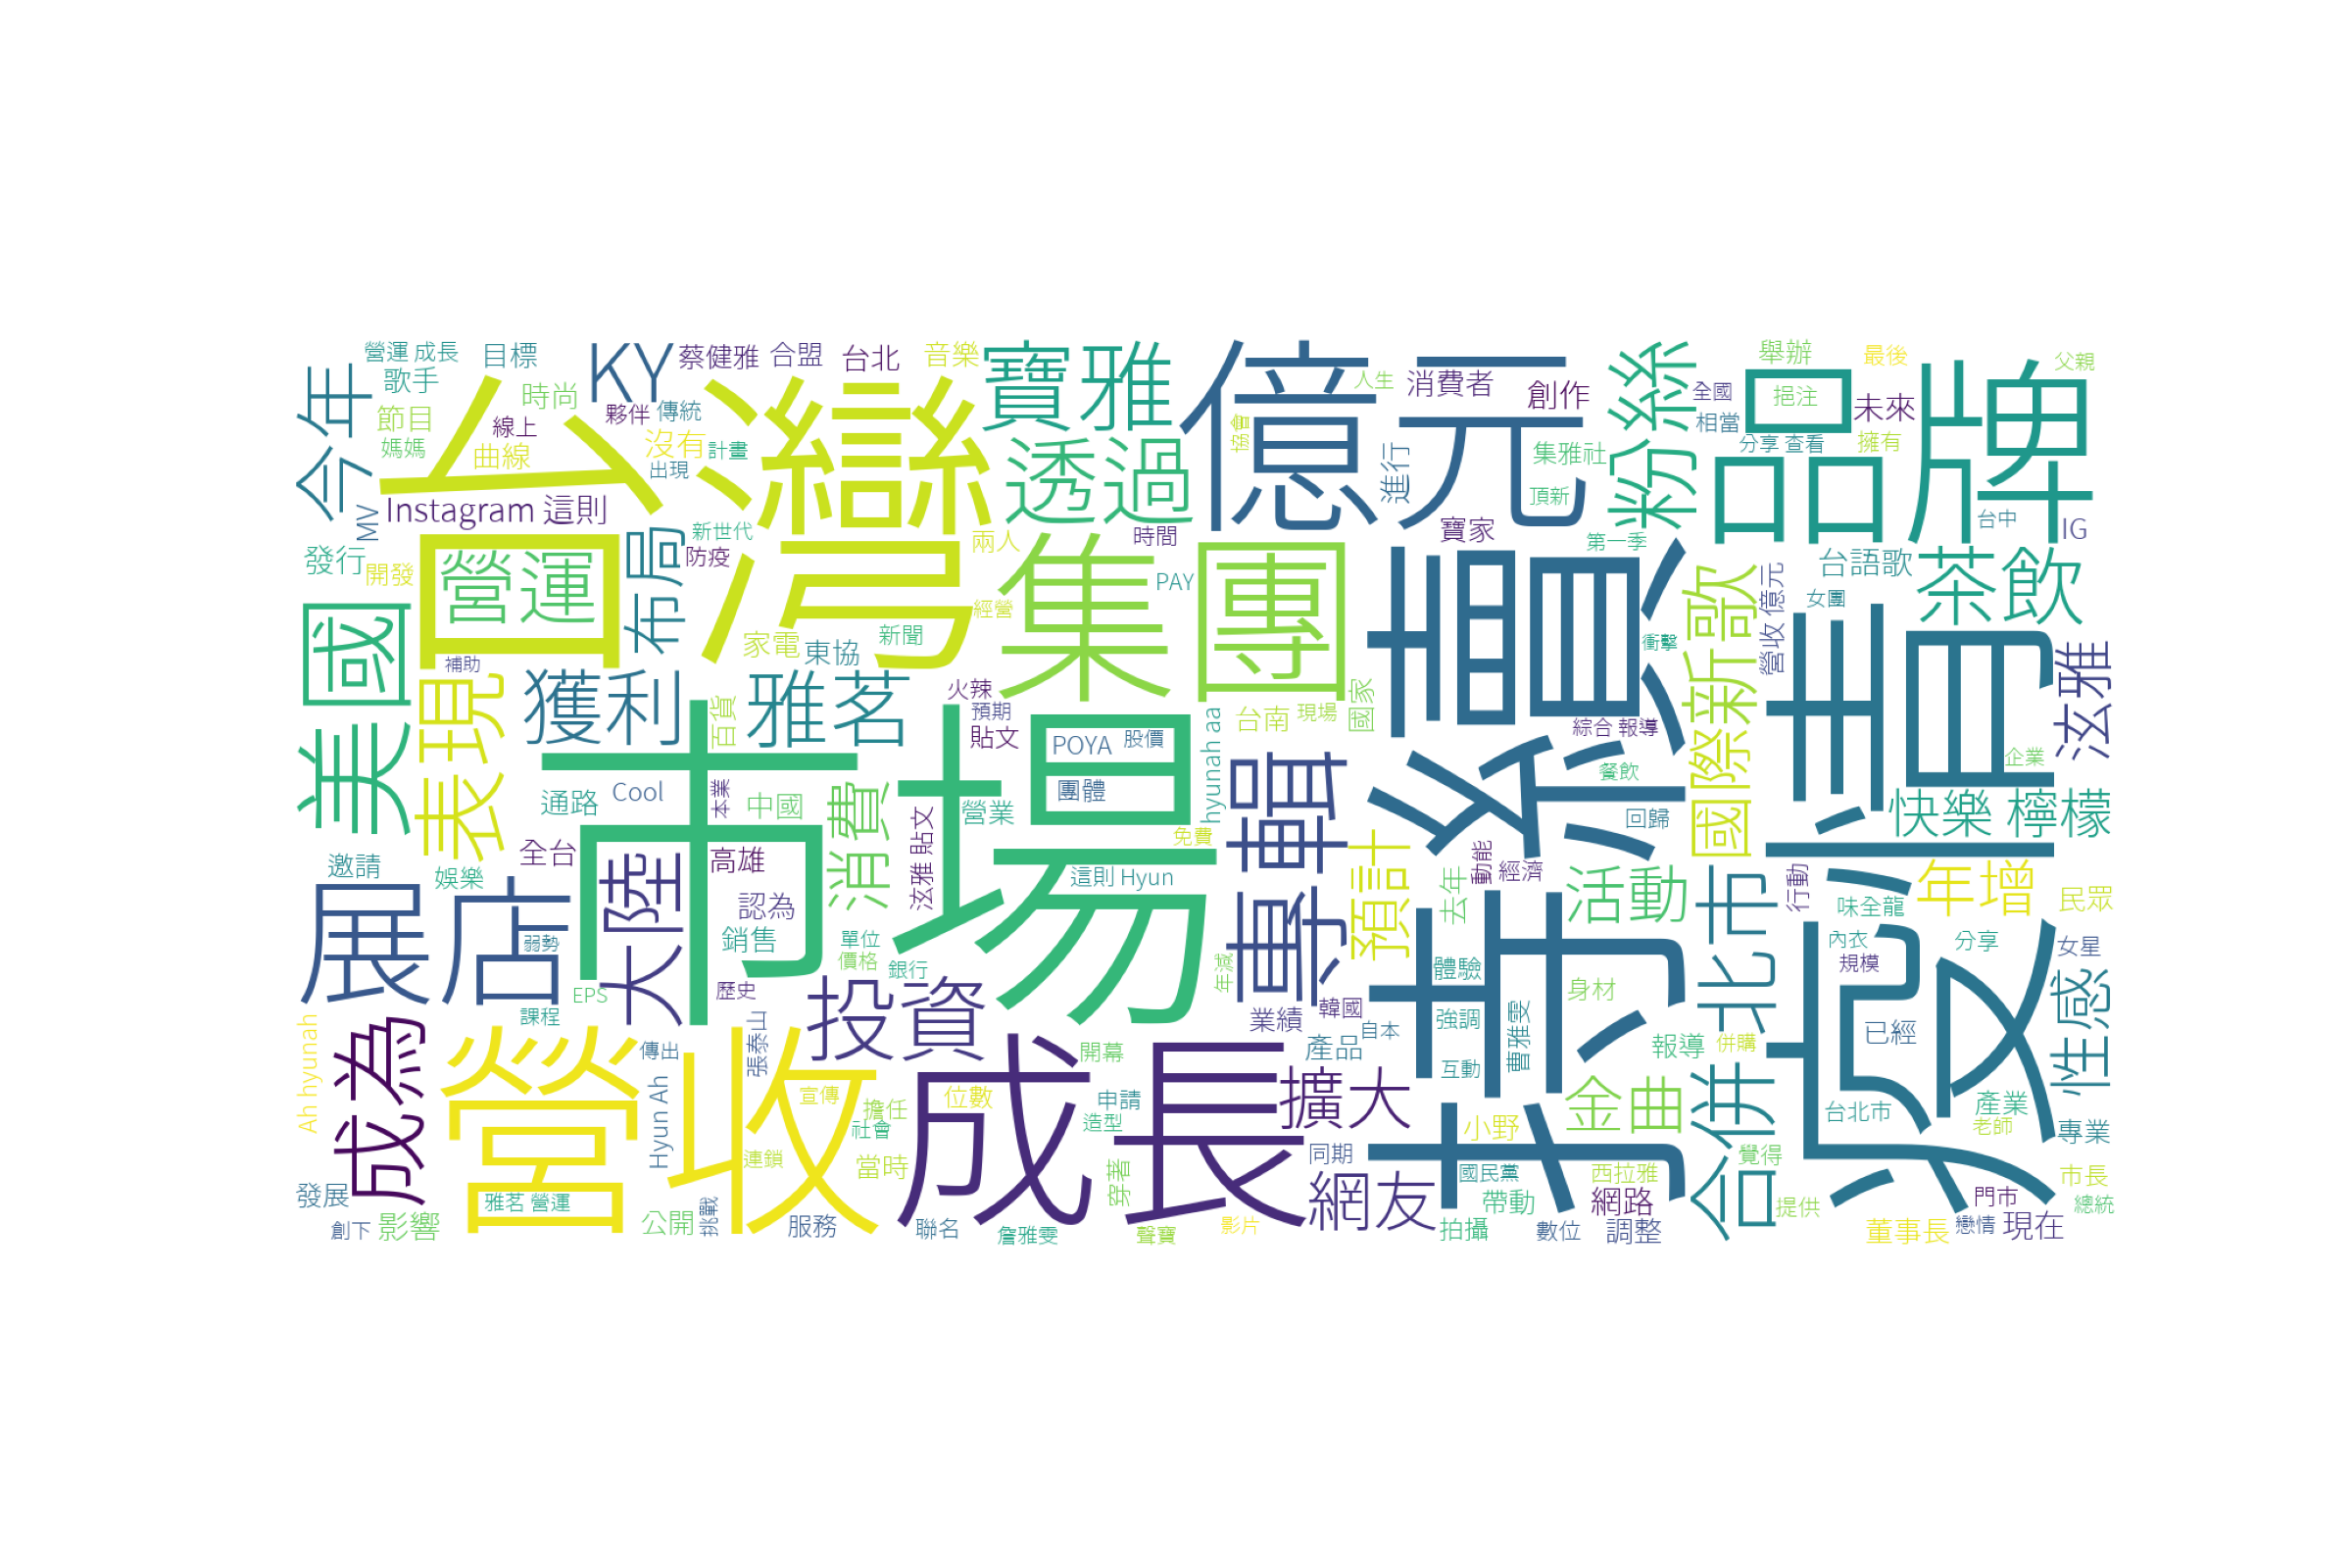 營運 成長
目標
KY
蔡健雅
合盟
台北
音樂
寶雅
億元
人生
消費者
創作
粉絲
舉辦
最後
父親
今年
歌手
時尚
台灣
全國
挹注
品牌
未來
節目
線上
夥伴
傳統
相當
媽媽
曲線
沒有
計畫
透過
協會
進行
集雅社
分享 查看
擁有
出現
MV
Instagram 這則
頂新
新世代
兩人
時間
寶家
台中
IG
發行
開發
營運
布局
防疫
集團
第一季
台語歌
茶飲
PAY
賣
持續
疫情
國際
新歌
營收 億元
女團
美國
經營
家電
東協
新聞
衝擊
泫雅
補助
表現
獲利
雅茗
火辣
國家
百貨
預期
台南
現場
貼文
綜合 報導
POYA
股價
hyunah aa
企業
市場
通路
Cool
本業
中國
消費
團體
營業
軍韓
餐飲
回歸
快樂 檸檬
邀請
娛樂
全台
大陸
高雄
泫雅 貼文
免費
這則 Hyun
預計
去年
動能
經濟
活動
北市
行動
年增
民眾
展店
認為
銷售
單位
價格
味全龍
弱勢
內衣
分享
女星
銀行
年減
體驗
規模
性感
EPS
歷史
投資
身材
課程
業績
韓國
強調
曹雅雯
自本
已經
成為
Ah hyunah
傳出
張泰山
開幕
產品
報導
併購
互動
營收
Hyun Ah
宣傳
擔任
位數
申請
成長
擴大
金曲
合併
台北市
產業
社會
造型
小野
老師
專業
連鎖
當時
同期
覺得
發展
雅茗 營運
穿著
國民黨
西拉雅
市長
網友
帶動
網路
提供
門市
總統
創下
影響
公開
挑戰
服務
聯名
詹雅雯
聲寶
影片
拍攝
數位
調整
董事長
戀情
現在